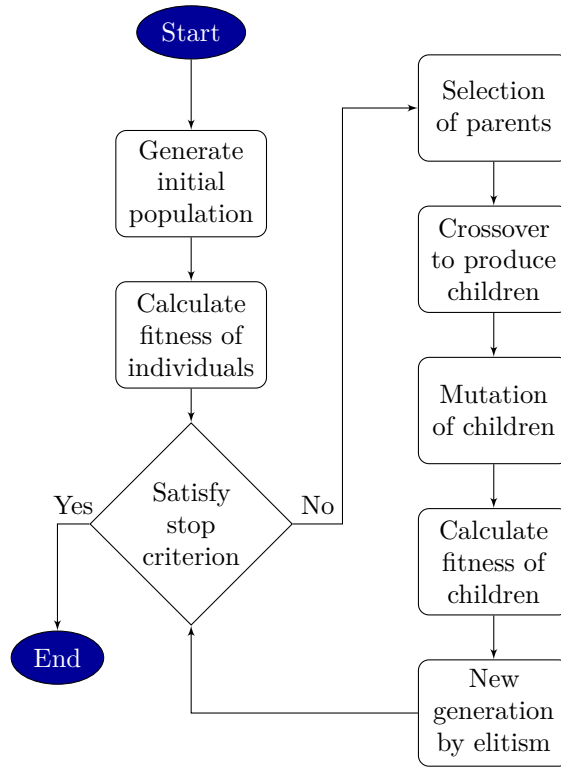 Start
Generate
initial
population
Calculate
fitness of
individuals
Satisfy
stop
criterion
Yes
No
End
Selection
of parents
Crossover
to produce
children
Mutation
of children
Calculate
fitness of
children
New
generation
by elitism